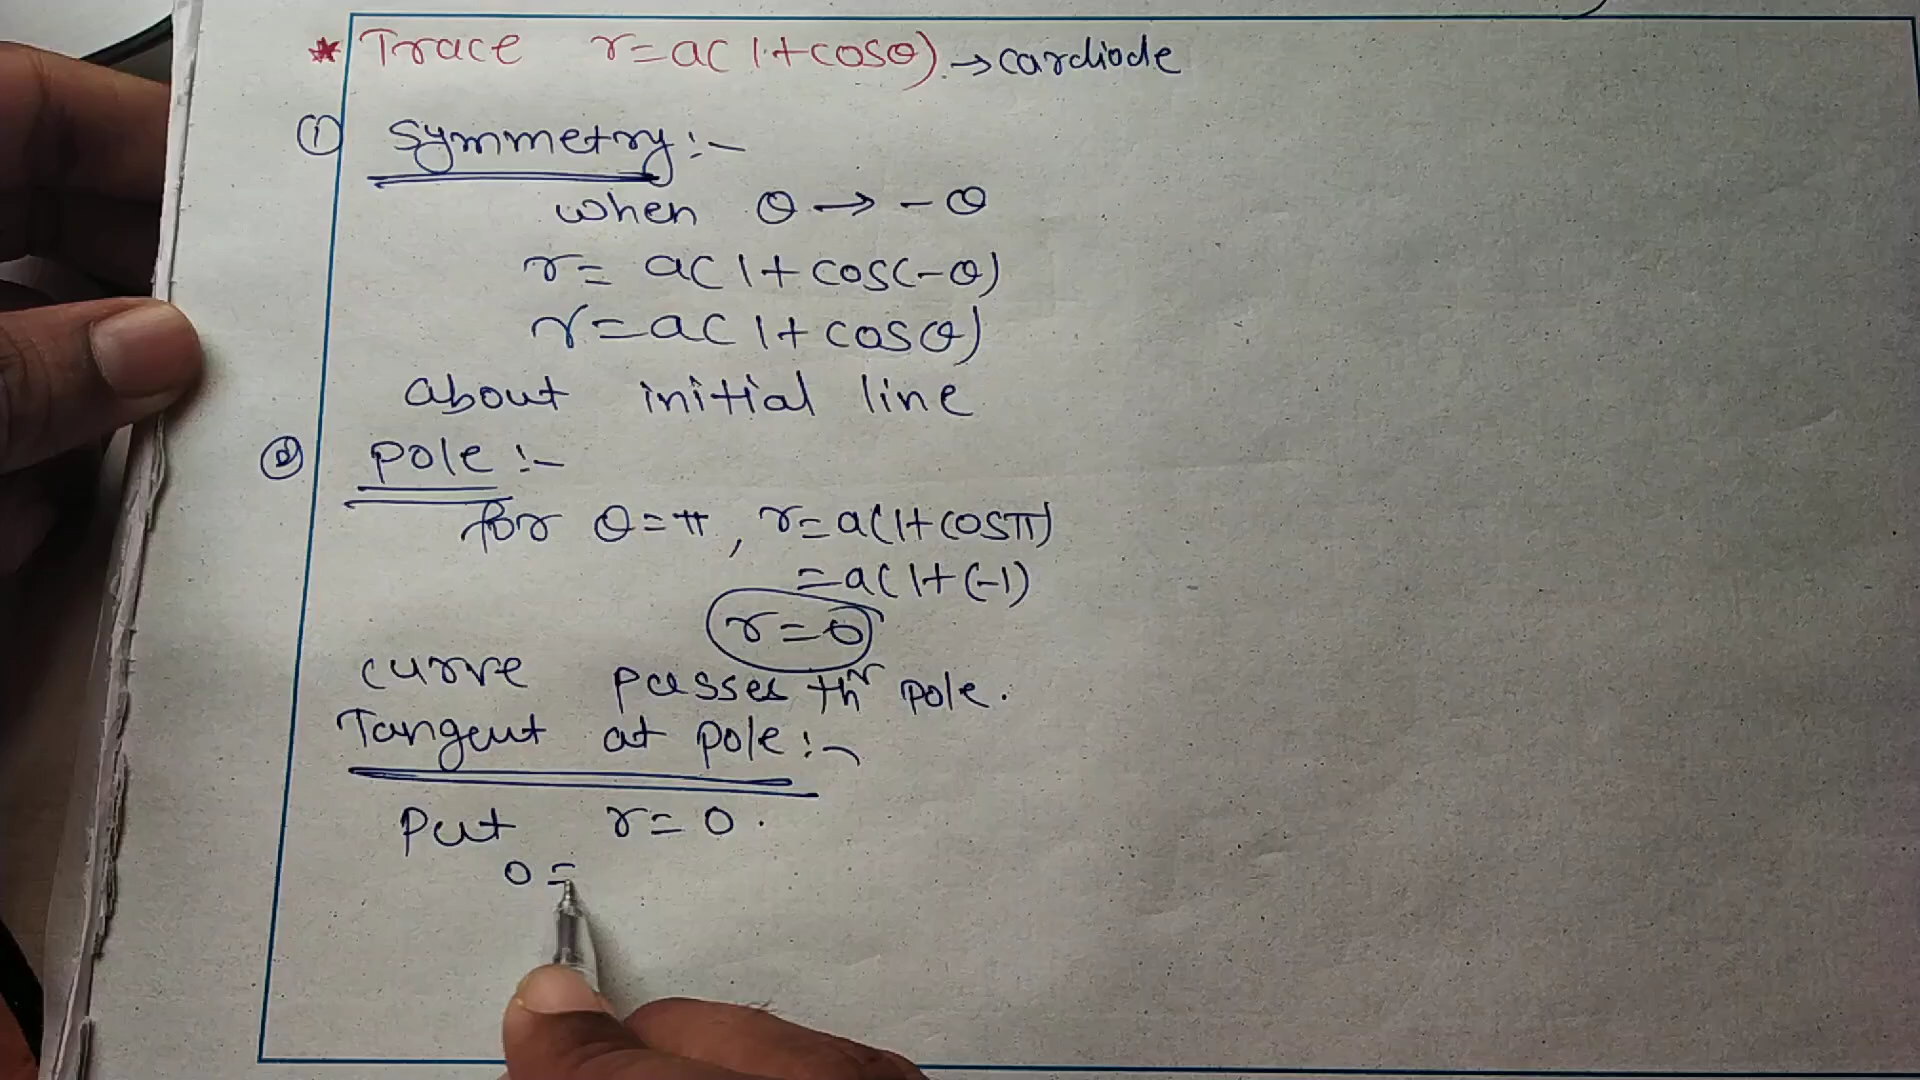 * Trace r=a(1+cosθ). → cardiode
① Symmetry:-
when θ → -θ
r= a(1+cos(-θ)
r=a(1+cosθ)
about initial line
② Pole :-
for θ=π, r=a(1+cosπ)
=a(1+(-1)
r=0
curve passes thr pole.
Tangent at pole:-
Put r=0.
0=